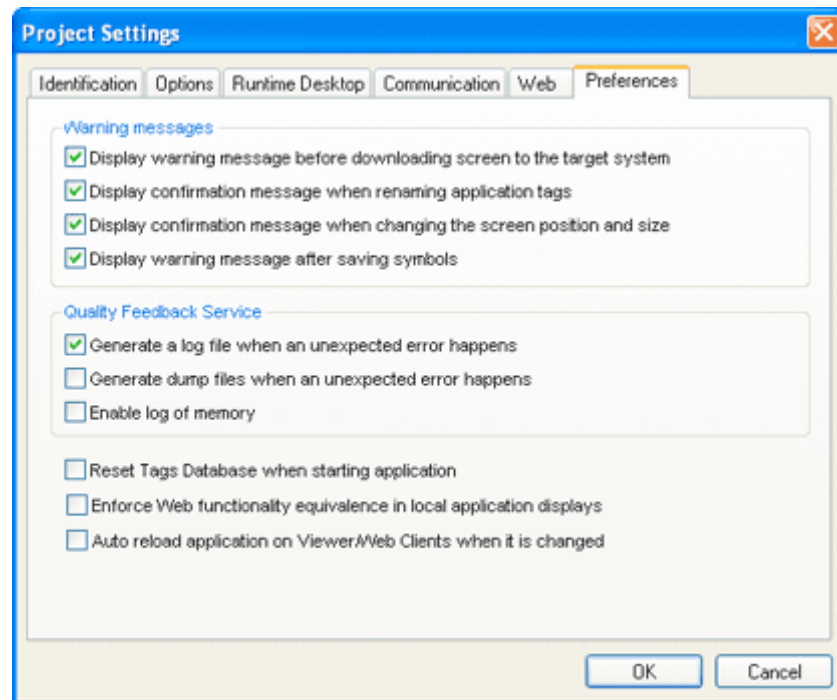 Project Settings
Identification Options Runtime Desktop Communication Web Preferences
Warning messages
Display warning message before downloading screen to the target system
Display confirmation message when renaming application tags
Display confirmation message when changing the screen position and size
Display warning message after saving symbols
Quality Feedback Service
Generate a log file when an unexpected error happens
Generate dump files when an unexpected error happens
Enable log of memory
Reset Tags Database when starting application
Enforce Web functionality equivalence in local application displays
Auto reload application on Viewer/Web Clients when it is changed
OK Cancel